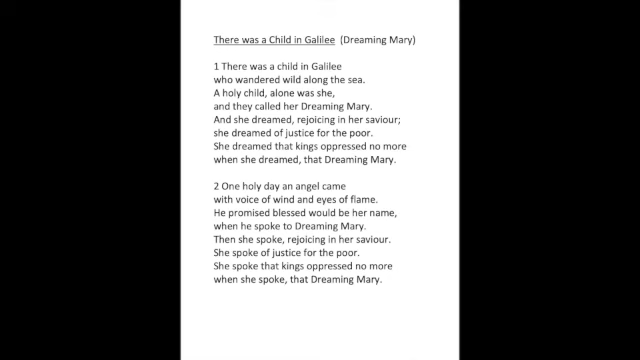 There was a Child in Galilee  (Dreaming Mary)
1 There was a child in Galilee
who wandered wild along the sea.
A holy child, alone was she,
and they called her Dreaming Mary.
And she dreamed, rejoicing in her saviour;
she dreamed of justice for the poor.
She dreamed that kings oppressed no more
when she dreamed, that Dreaming Mary.
2 One holy day an angel came
with voice of wind and eyes of flame.
He promised blessed would be her name,
when he spoke to Dreaming Mary.
Then she spoke, rejoicing in her saviour.
She spoke of justice for the poor.
She spoke that kings oppressed no more
when she spoke, that Dreaming Mary.